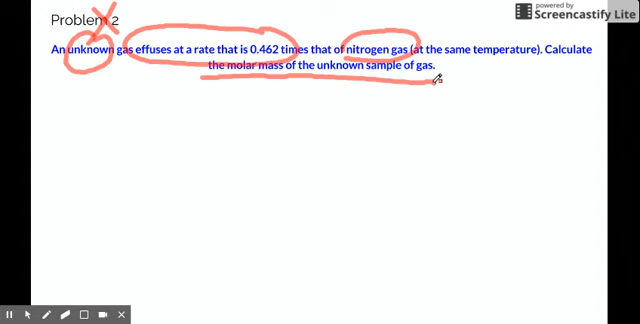 powered by
Screencastify Lite
Problem 2
X
An unknown gas effuses at a rate that is 0.462 times that of nitrogen gas (at the same temperature). Calculate
the molar mass of the unknown sample of gas.